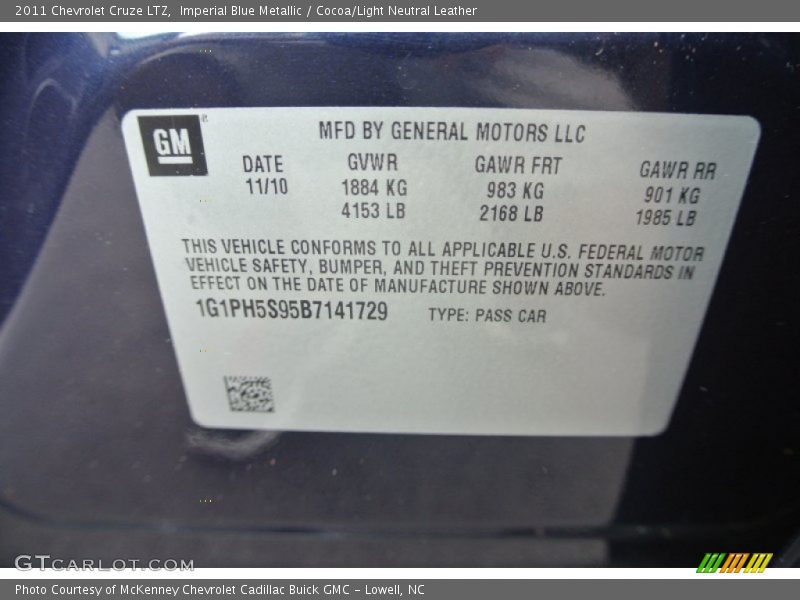 2011 Chevrolet Cruze LTZ, Imperial Blue Metallic / Cocoa/Light Neutral Leather
GM
MFD BY GENERAL MOTORS LLC
DATE GVWR GAWR FRT GAWR RR
11/10 1884 KG 983 KG 901 KG
4153 LB 2168 LB 1985 LB
THIS VEHICLE CONFORMS TO ALL APPLICABLE U.S. FEDERAL MOTOR
VEHICLE SAFETY, BUMPER, AND THEFT PREVENTION STANDARDS IN
EFFECT ON THE DATE OF MANUFACTURE SHOWN ABOVE.
1G1PH5S95B7141729 TYPE: PASS CAR
GTCARLOT.COM
Photo Courtesy of McKenney Chevrolet Cadillac Buick GMC - Lowell, NC